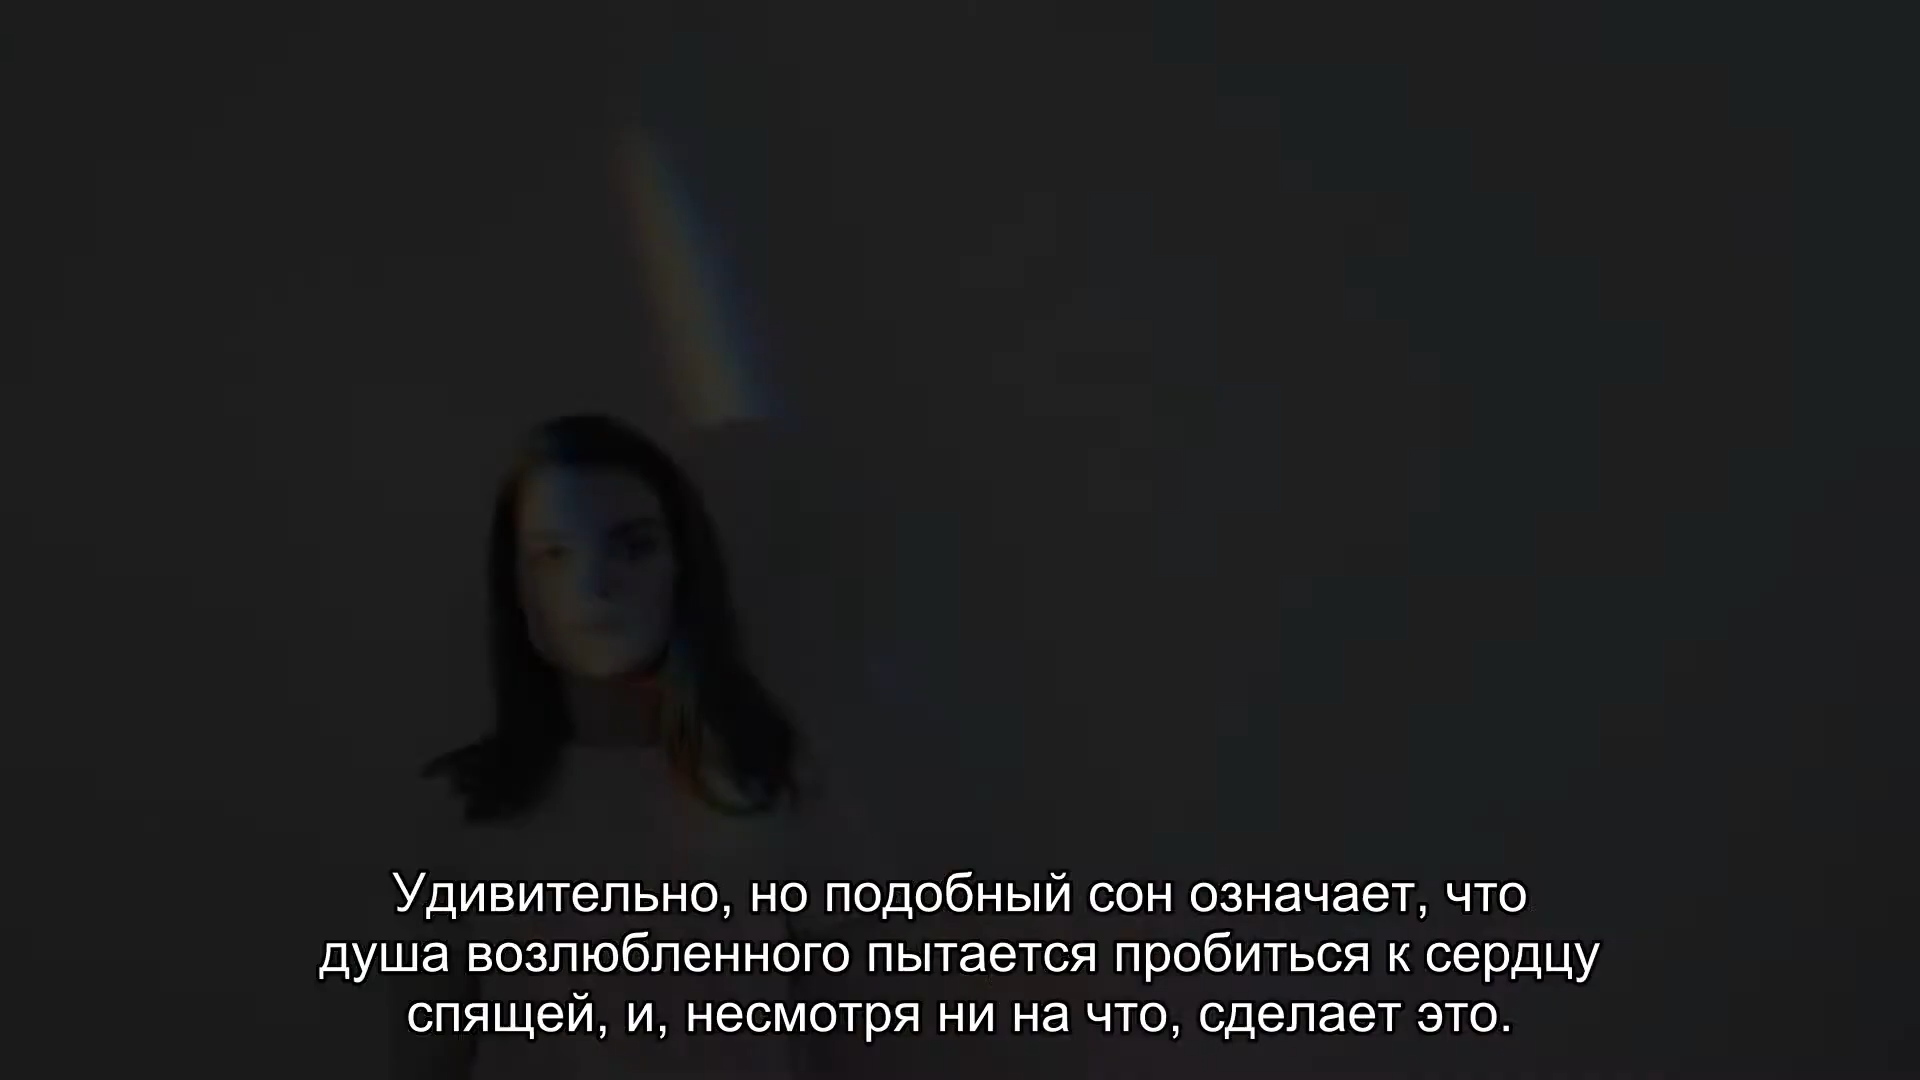 Удивительно, но подобный сон означает, что
душа возлюбленного пытается пробиться к сердцу
спящей, и, несмотря ни на что, сделает это.